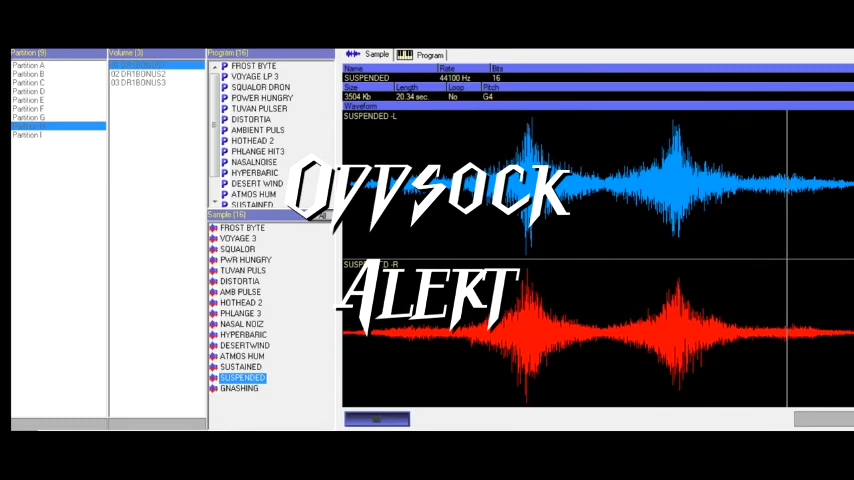 Partition (9)
Partition A
Partition B
Partition C
Partition D
Partition E
Partition F
Partition G
Partition I
Volume (3)
02 DR1BONUS2
03 DR1BONUS3
Program (16)
FROST BYTE
VOYAGE LP 3
SQUALOR DRON
POWER HUNGRY
TUVAN PULSER
DISTORTIA
AMBIENT PULS
HOTHEAD 2
PHLANGE HIT3
NASALNOISE
HYPERBARIC
DESERT WIND
ATMOS HUM
SUSTAINED
Sample (16)
FROST BYTE
VOYAGE 3
SQUALOR
PWR HUNGRY
TUVAN PULS
DISTORTIA
AMB PULSE
HOTHEAD 2
PHLANGE 3
NASAL NOIZ
HYPERBARIC
DESERTWIND
ATMOS HUM
SUSTAINED
SUSPENDED
GNASHING
Sample Program
Name Rate Bits
SUSPENDED 44100 Hz 16
Size Length Loop Pitch
3504 Kb 20.34 sec. No G4
Waveform
SUSPENDED -L
SUSPENDED -R
Oddsock
Alert